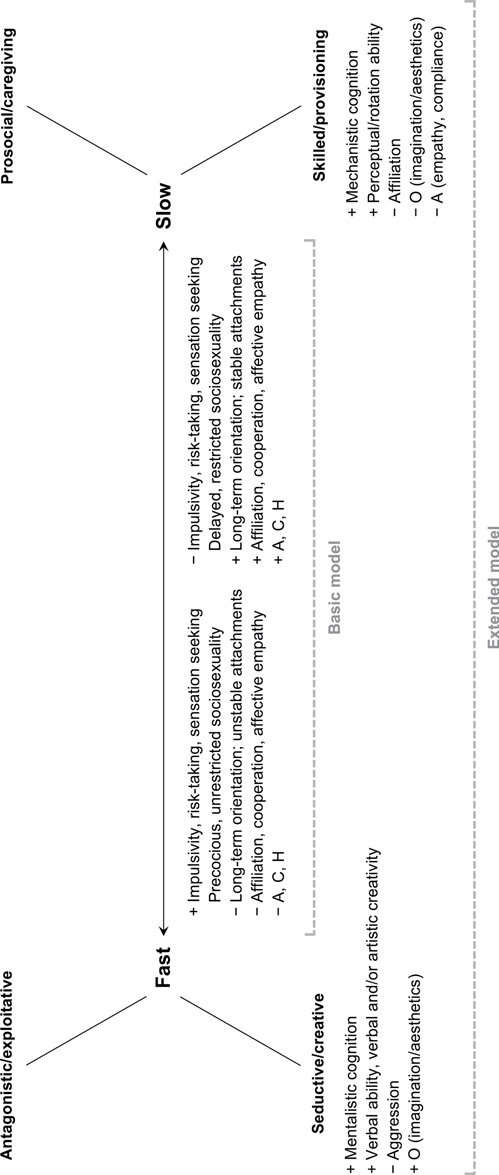 Antagonistic/exploitative
Prosocial/caregiving
Fast
Slow
+ Impulsivity, risk-taking, sensation seeking
Precocious, unrestricted sociosexuality
− Long-term orientation; unstable attachments
− Affiliation, cooperation, affective empathy
− A, C, H
− Impulsivity, risk-taking, sensation seeking
Delayed, restricted sociosexuality
+ Long-term orientation; stable attachments
+ Affiliation, cooperation, affective empathy
+ A, C, H
Basic model
Seductive/creative
+ Mentalistic cognition
+ Verbal ability, verbal and/or artistic creativity
− Aggression
+ O (imagination/aesthetics)
Skilled/provisioning
+ Mechanistic cognition
+ Perceptual/rotation ability
− Affiliation
− O (imagination/aesthetics)
− A (empathy, compliance)
Extended model